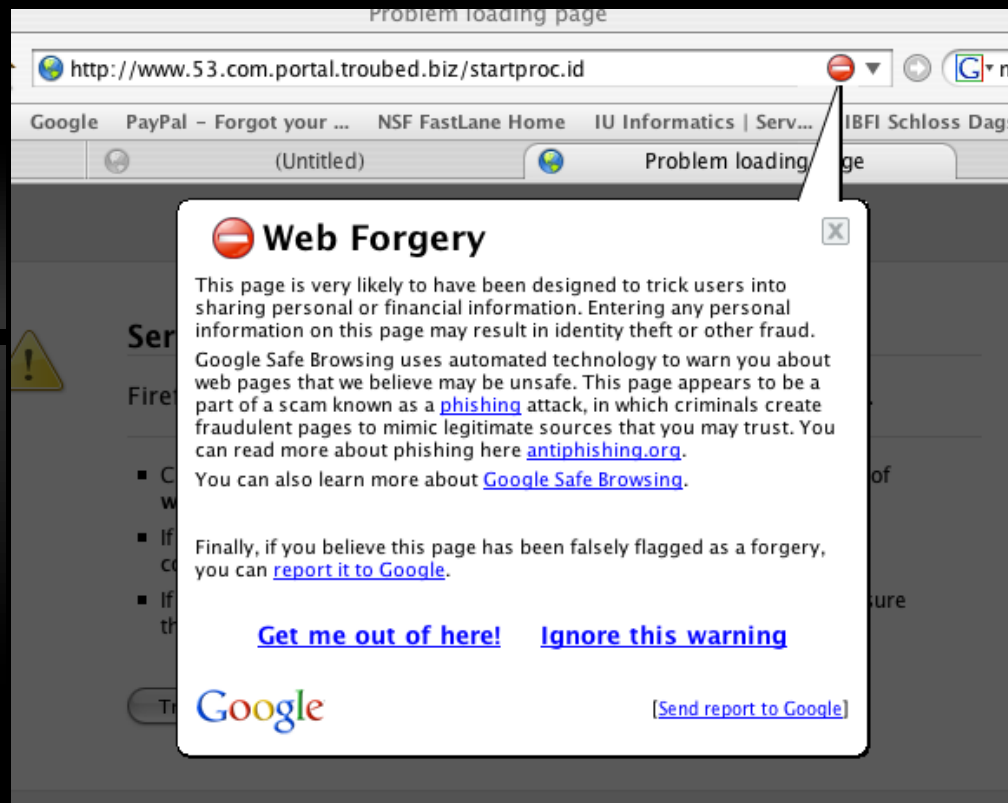 Problem loading page
http://www.53.com.portal.troubed.biz/startproc.id
G
Google PayPal – Forgot your ... NSF FastLane Home IU Informatics | Serv... IBFI Schloss
(Untitled) Problem loading
Web Forgery
X
This page is very likely to have been designed to trick users into
sharing personal or financial information. Entering any personal
information on this page may result in identity theft or other fraud.
Google Safe Browsing uses automated technology to warn you about
web pages that we believe may be unsafe. This page appears to be a
part of a scam known as a phishing attack, in which criminals create
fraudulent pages to mimic legitimate sources that you may trust. You
can read more about phishing here antiphishing.org.
You can also learn more about Google Safe Browsing.
of
If
Finally, if you believe this page has been falsely flagged as a forgery,
you can report it to Google.
If
Get me out of here! Ignore this warning
Google
[Send report to Google]